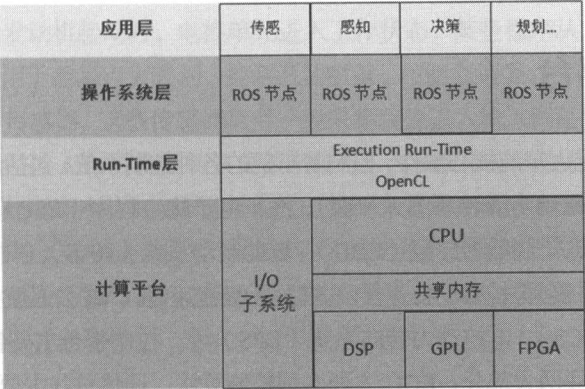 应用层 传感 感知 决策 规划...
操作系统层 ROS 节点 ROS 节点 ROS 节点 ROS 节点
Run-Time层
Execution Run-Time
OpenCL
计算平台
I/O
子系统
CPU
共享内存
DSP GPU FPGA